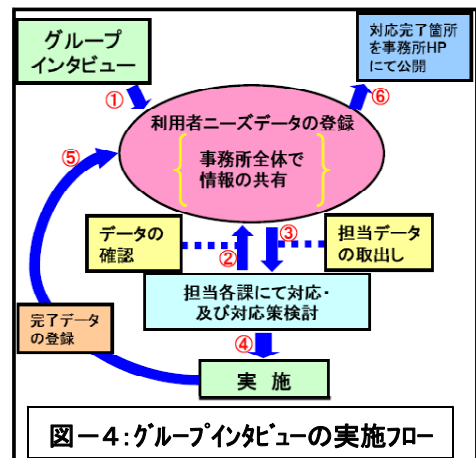 グループ
インタビュー
対応完了箇所
を事務所HP
にて公開
①
⑥
利用者ニーズデータの登録
事務所全体で
情報の共有
⑤
データの
確認
②
③
担当データ
の取出し
担当各課にて対応・
及び対応策検討
④
完了データ
の登録
実 施
図－4：グループインタビューの実施フロー